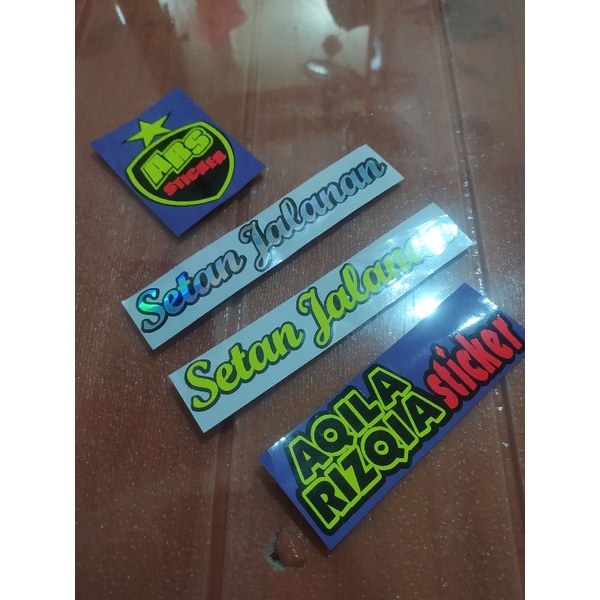 ARS
STICKER
Setan Jalanan
Setan Jalanan
AQILA
RIZQIA sticker